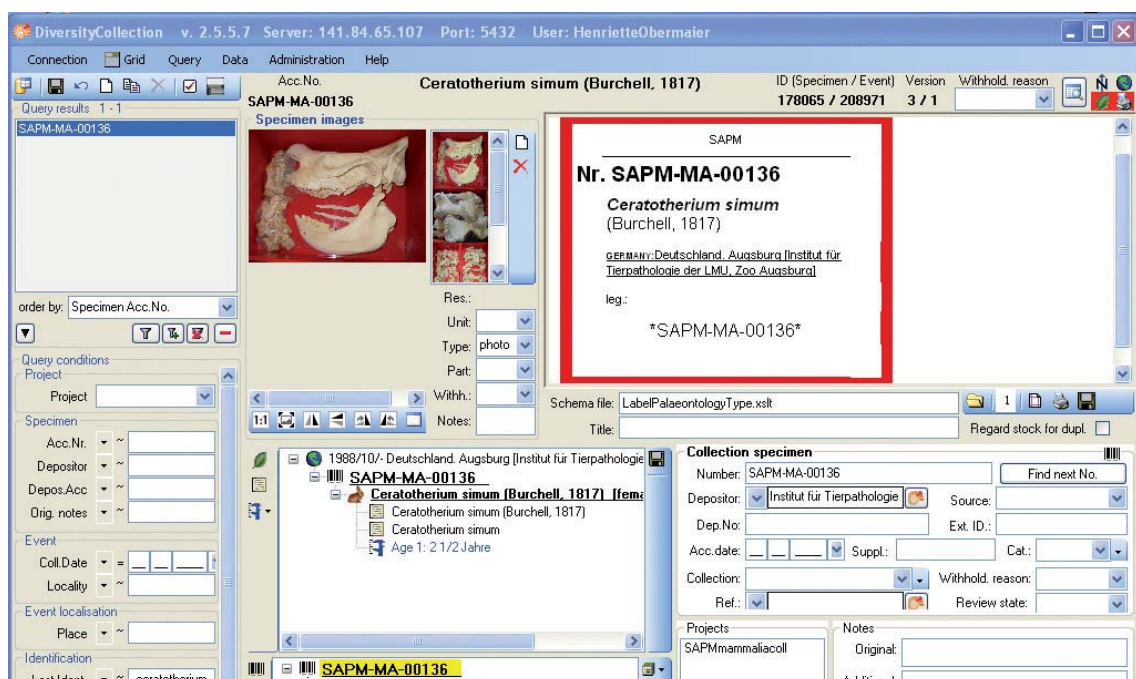 DiversityCollection v. 2.5.5.7 Server: 141.84.65.107 Port: 5432 User: HenrietteObermaier
Connection Grid Query Data Administration Help
Query results 1 - 1
SAPM-MA-00136
order by: Specimen Acc.No.
Query conditions
Project
Project
Specimen
Acc.Nr. ~
Depositor ~
Depos.Acc ~
Orig. notes ~
Event
Coll.Date =
Locality ~
Event localisation
Place ~
Identification
Last Ident. = ~ ceratotherium
Acc.No.
SAPM-MA-00136
Ceratotherium simum (Burchell, 1817)
ID (Specimen / Event) Version Withhold. reason
178065 / 208971 3 / 1
N
Specimen images
Res.:
Unit:
Type: photo
Part:
Withh.:
Notes:
1:1
SAPM
Nr. SAPM-MA-00136
Ceratotherium simum
(Burchell, 1817)
GERMANY:Deutschland. Augsburg [Institut für
Tierpathologie der LMU, Zoo Augsburg]
leg.:
*SAPM-MA-00136*
Schema file: LabelPalaeontologyType.xslt 1
Title: Regard stock for dupl.
1988/10/- Deutschland. Augsburg [Institut für Tierpathologie
SAPM-MA-00136
Ceratotherium simum (Burchell, 1817) [fema
Ceratotherium simum (Burchell, 1817)
Ceratotherium simum
Age 1: 2 1/2 Jahre
SAPM-MA-00136
Collection specimen
Number: SAPM-MA-00136 Find next No.
Depositor: Institut für Tierpathologie Source:
Dep.No: Ext. ID.:
Acc.date: Suppl.: Cat.:
Collection: Withhold. reason:
Ref.: Review state:
Projects
SAPMmammaliacoll
Notes
Original:
Additional: